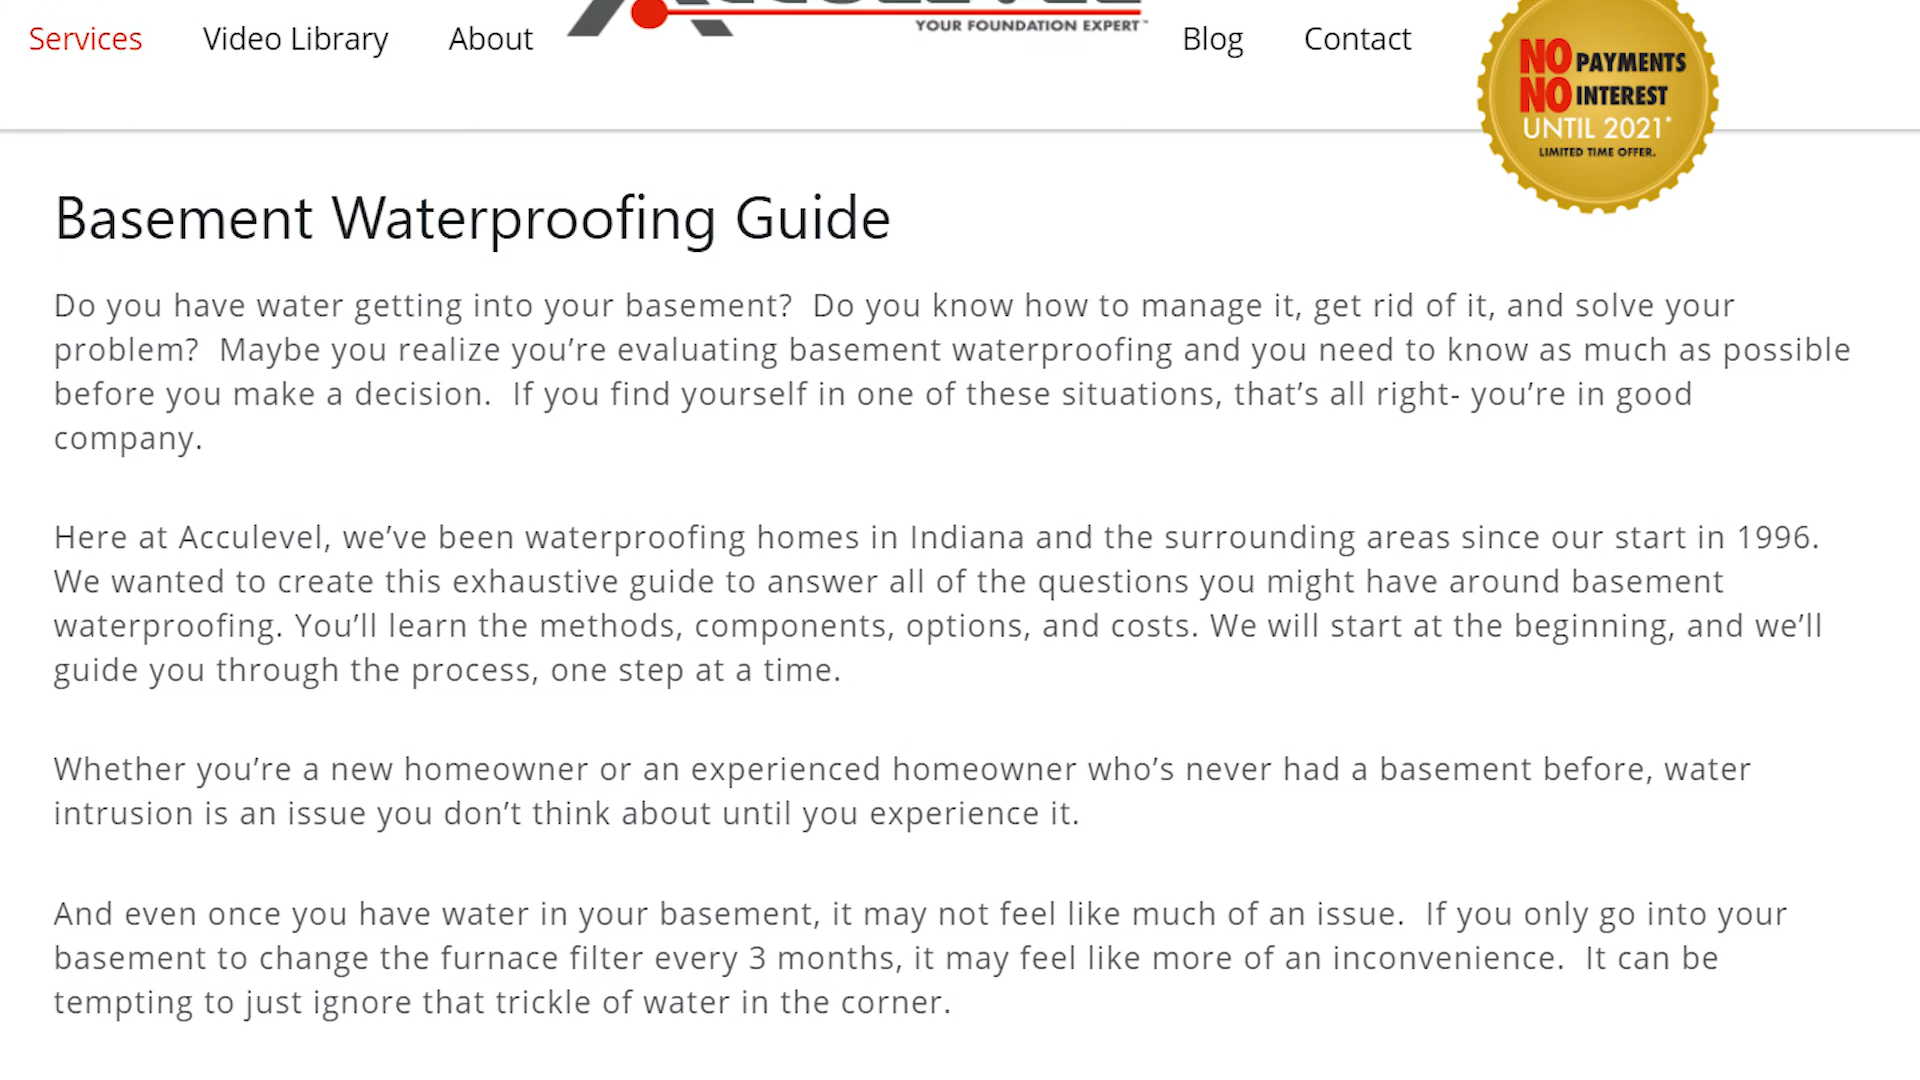 Services Video Library About
YOUR FOUNDATION EXPERT™
Blog Contact
NO PAYMENTS
NO INTEREST
UNTIL 2021*
LIMITED TIME OFFER.
Basement Waterproofing Guide
Do you have water getting into your basement?  Do you know how to manage it, get rid of it, and solve your
problem?  Maybe you realize you’re evaluating basement waterproofing and you need to know as much as possible
before you make a decision.  If you find yourself in one of these situations, that’s all right- you’re in good
company.
Here at Acculevel, we’ve been waterproofing homes in Indiana and the surrounding areas since our start in 1996.
We wanted to create this exhaustive guide to answer all of the questions you might have around basement
waterproofing. You’ll learn the methods, components, options, and costs. We will start at the beginning, and we’ll
guide you through the process, one step at a time.
Whether you’re a new homeowner or an experienced homeowner who’s never had a basement before, water
intrusion is an issue you don’t think about until you experience it.
And even once you have water in your basement, it may not feel like much of an issue.  If you only go into your
basement to change the furnace filter every 3 months, it may feel like more of an inconvenience.  It can be
tempting to just ignore that trickle of water in the corner.